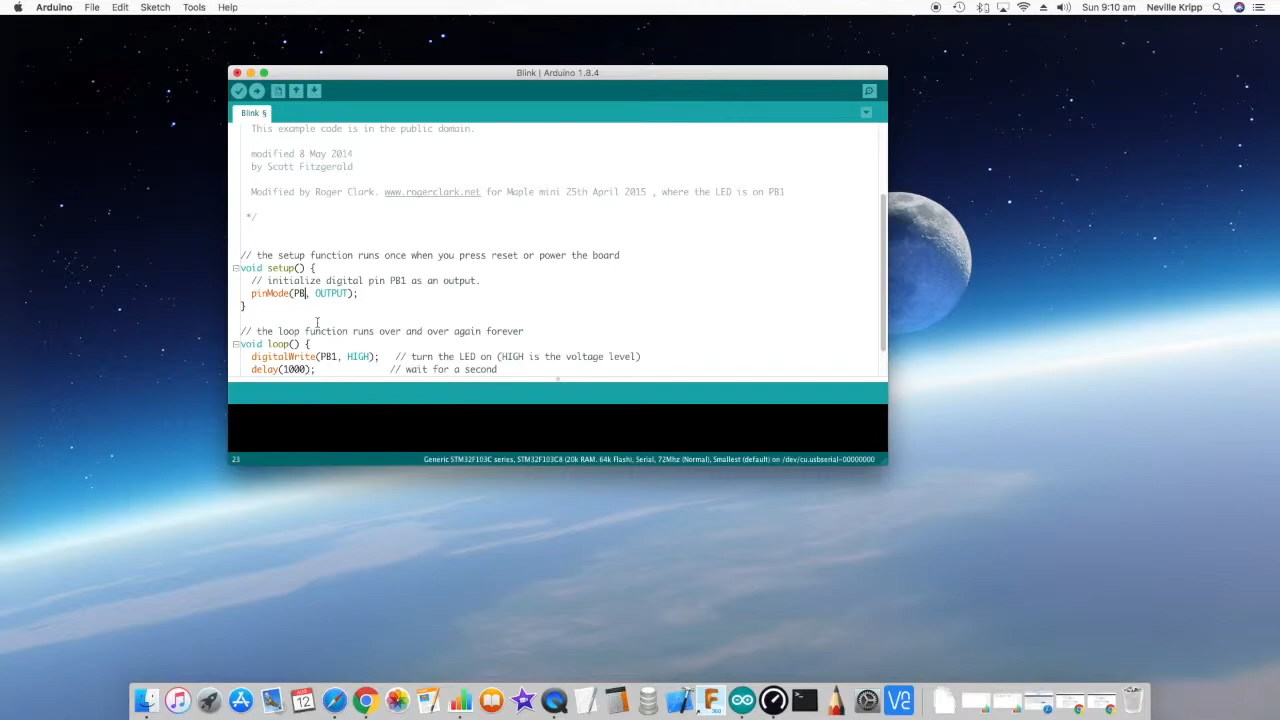 Arduino File Edit Sketch Tools Help
Sun 9:10 am Neville Kripp
Blink | Arduino 1.8.4
Blink §
This example code is in the public domain.
modified 8 May 2014
by Scott Fitzgerald
Modified by Roger Clark. www.rogerclark.net for Maple mini 25th April 2015 , where the LED is on PB1
*/
// the setup function runs once when you press reset or power the board
void setup() {
// initialize digital pin PB1 as an output.
pinMode(PB, OUTPUT);
}
// the loop function runs over and over again forever
void loop() {
digitalWrite(PB1, HIGH); // turn the LED on (HIGH is the voltage level)
delay(1000); // wait for a second
23
Generic STM32F103C series, STM32F103C8 (20k RAM. 64k Flash), Serial, 72Mhz (Normal), Smallest (default) on /dev/cu.usbserial-00000000
AUG
12